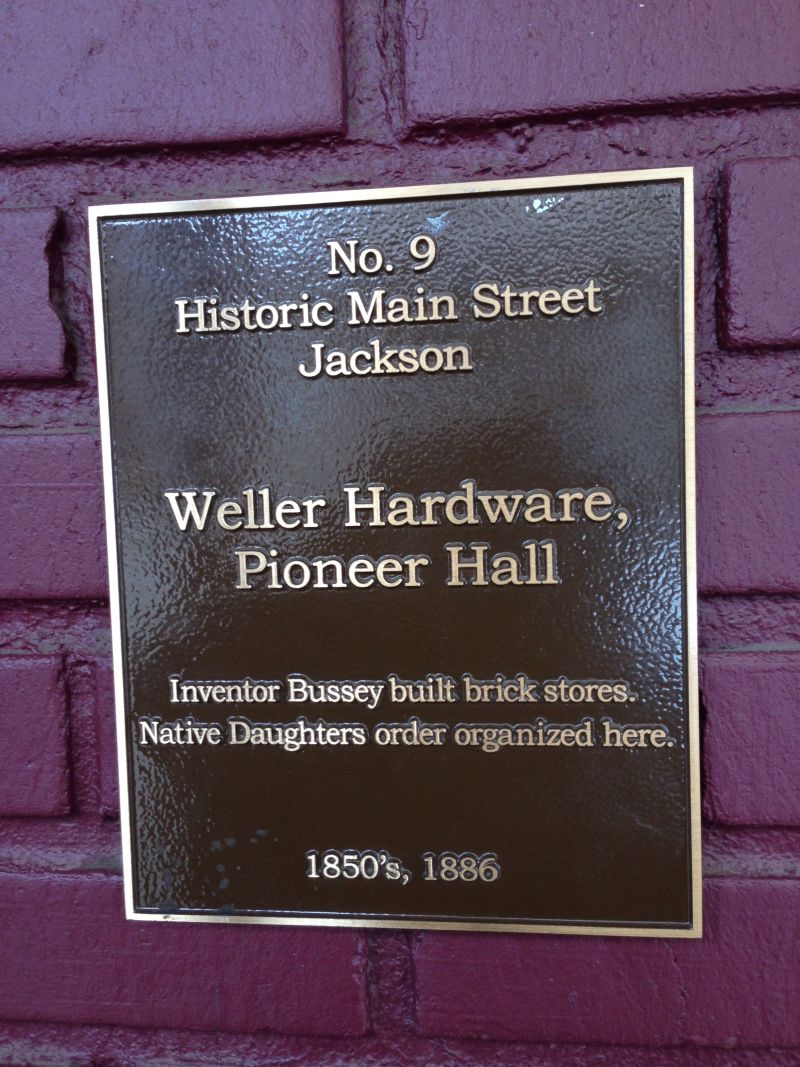 No. 9
Historic Main Street
Jackson
Weller Hardware,
Pioneer Hall
Inventor Bussey built brick stores.
Native Daughters order organized here.
1850's, 1886